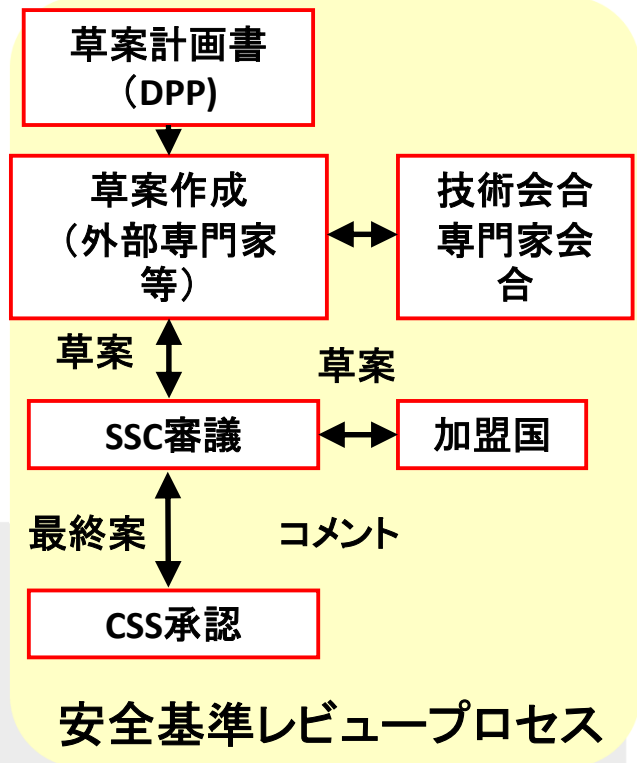 草案計画書
（DPP)
草案作成
（外部専門家
等）
技術会合
専門家会
合
草案
草案
SSC審議
加盟国
最終案
コメント
CSS承認
安全基準レビュープロセス